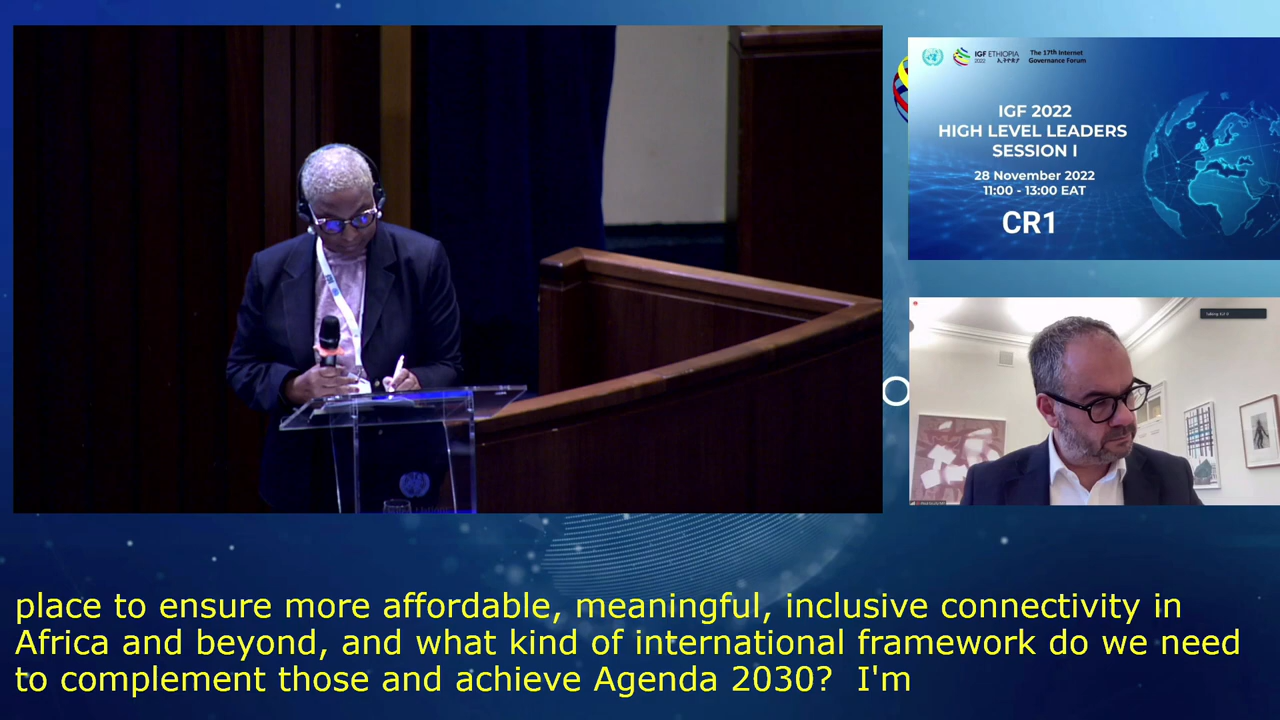 IGF ETHIOPIA
2022 ኢትዮጵያ
The 17th Internet
Governance Forum
IGF 2022
HIGH LEVEL LEADERS
SESSION I
28 November 2022
11:00 - 13:00 EAT
CR1
place to ensure more affordable, meaningful, inclusive connectivity in
Africa and beyond, and what kind of international framework do we need
to complement those and achieve Agenda 2030?  I'm